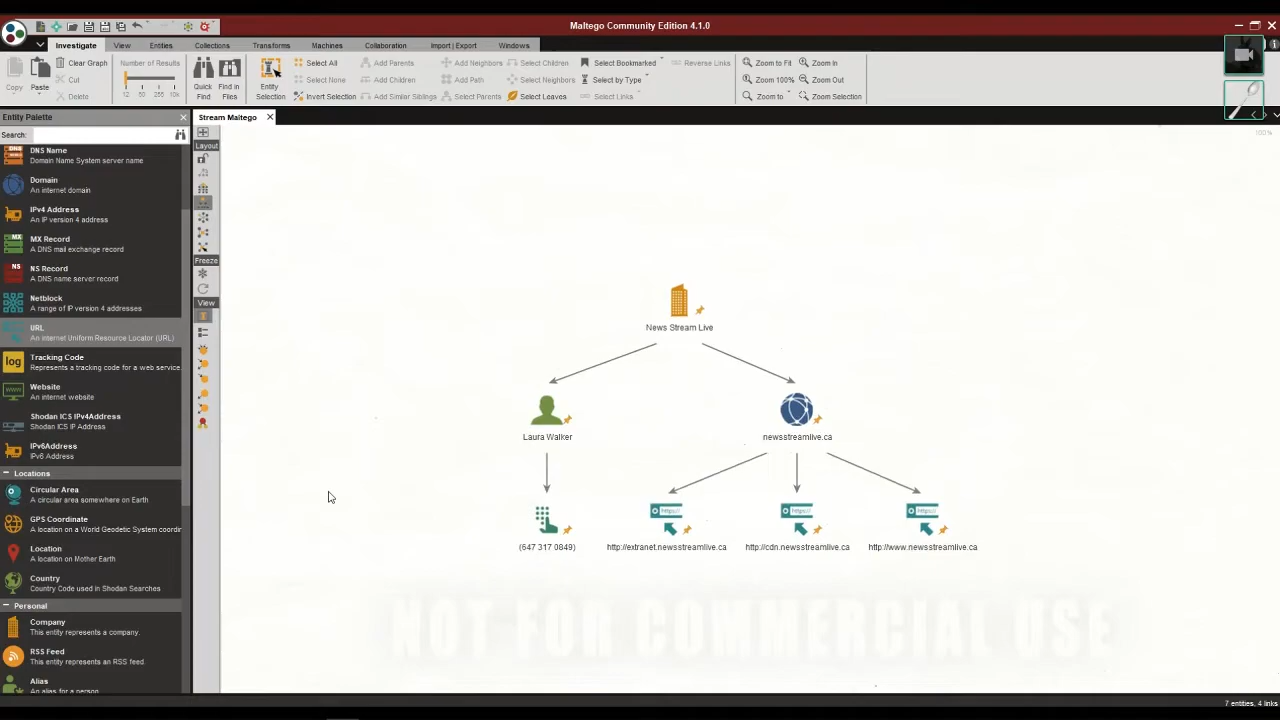 Maltego Community Edition 4.1.0
Investigate View Entities Collections Transforms Machines Collaboration Import | Export Windows
Copy
Paste
Clear Graph
Cut
Delete
Number of Results
12 50 255 10k
Quick Find
Find in Files
Entity Selection
Select All
Select None
Invert Selection
Add Parents
Add Children
Add Similar Siblings
Add Neighbors
Add Path
Select Parents
Select Children
Select Neighbors
Select Leaves
Select Bookmarked
Select by Type
Select Links
Reverse Links
Zoom to Fit
Zoom 100%
Zoom to
Zoom In
Zoom Out
Zoom Selection
Entity Palette
Search:
DNS Name
Domain Name System server name
Domain
An internet domain
IPv4 Address
An IP version 4 address
MX Record
A DNS mail exchange record
NS
NS Record
A DNS name server record
Netblock
A range of IP version 4 addresses
URL
An internet Uniform Resource Locator (URL)
log
Tracking Code
Represents a tracking code for a web service
Website
An internet website
Shodan ICS IPv4Address
Shodan ICS IP Address
IPv6Address
IPv6 Address
Locations
Circular Area
A circular area somewhere on Earth
GPS Coordinate
A location on a World Geodetic System coordin
Location
A location on Mother Earth
Country
Country Code used in Shodan Searches
Personal
Company
This entity represents a company.
RSS Feed
This entity represents an RSS feed.
Alias
An alias for a person
Stream Maltego
Layout
Freeze
View
100%
News Stream Live
Laura Walker
newsstreamlive.ca
(647 317 0849)
http://extranet.newsstreamlive.ca
http://cdn.newsstreamlive.ca
http://www.newsstreamlive.ca
NOT FOR COMMERCIAL USE
7 entities, 4 links